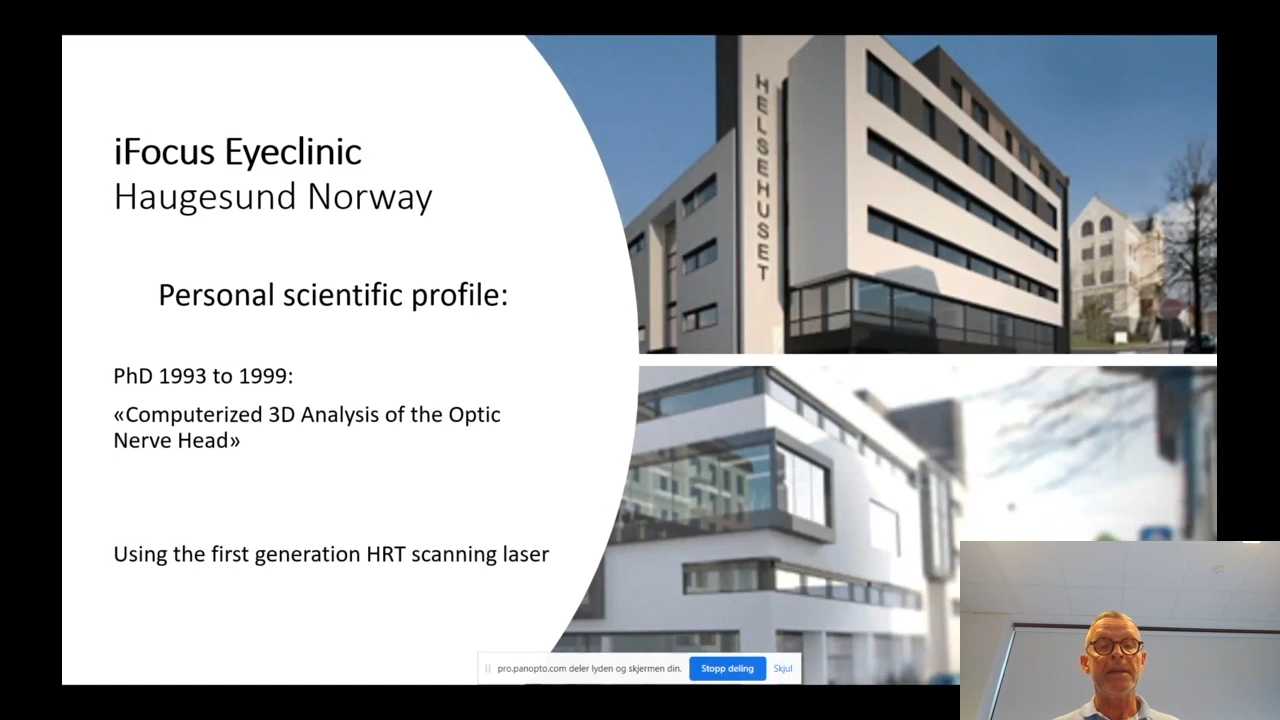 iFocus Eyeclinic
Haugesund Norway
Personal scientific profile:
PhD 1993 to 1999:
«Computerized 3D Analysis of the Optic
Nerve Head»
Using the first generation HRT scanning laser
HELSEHUSET
pro.panopto.com deler lyden og skjermen din.
Stopp deling
Skjul